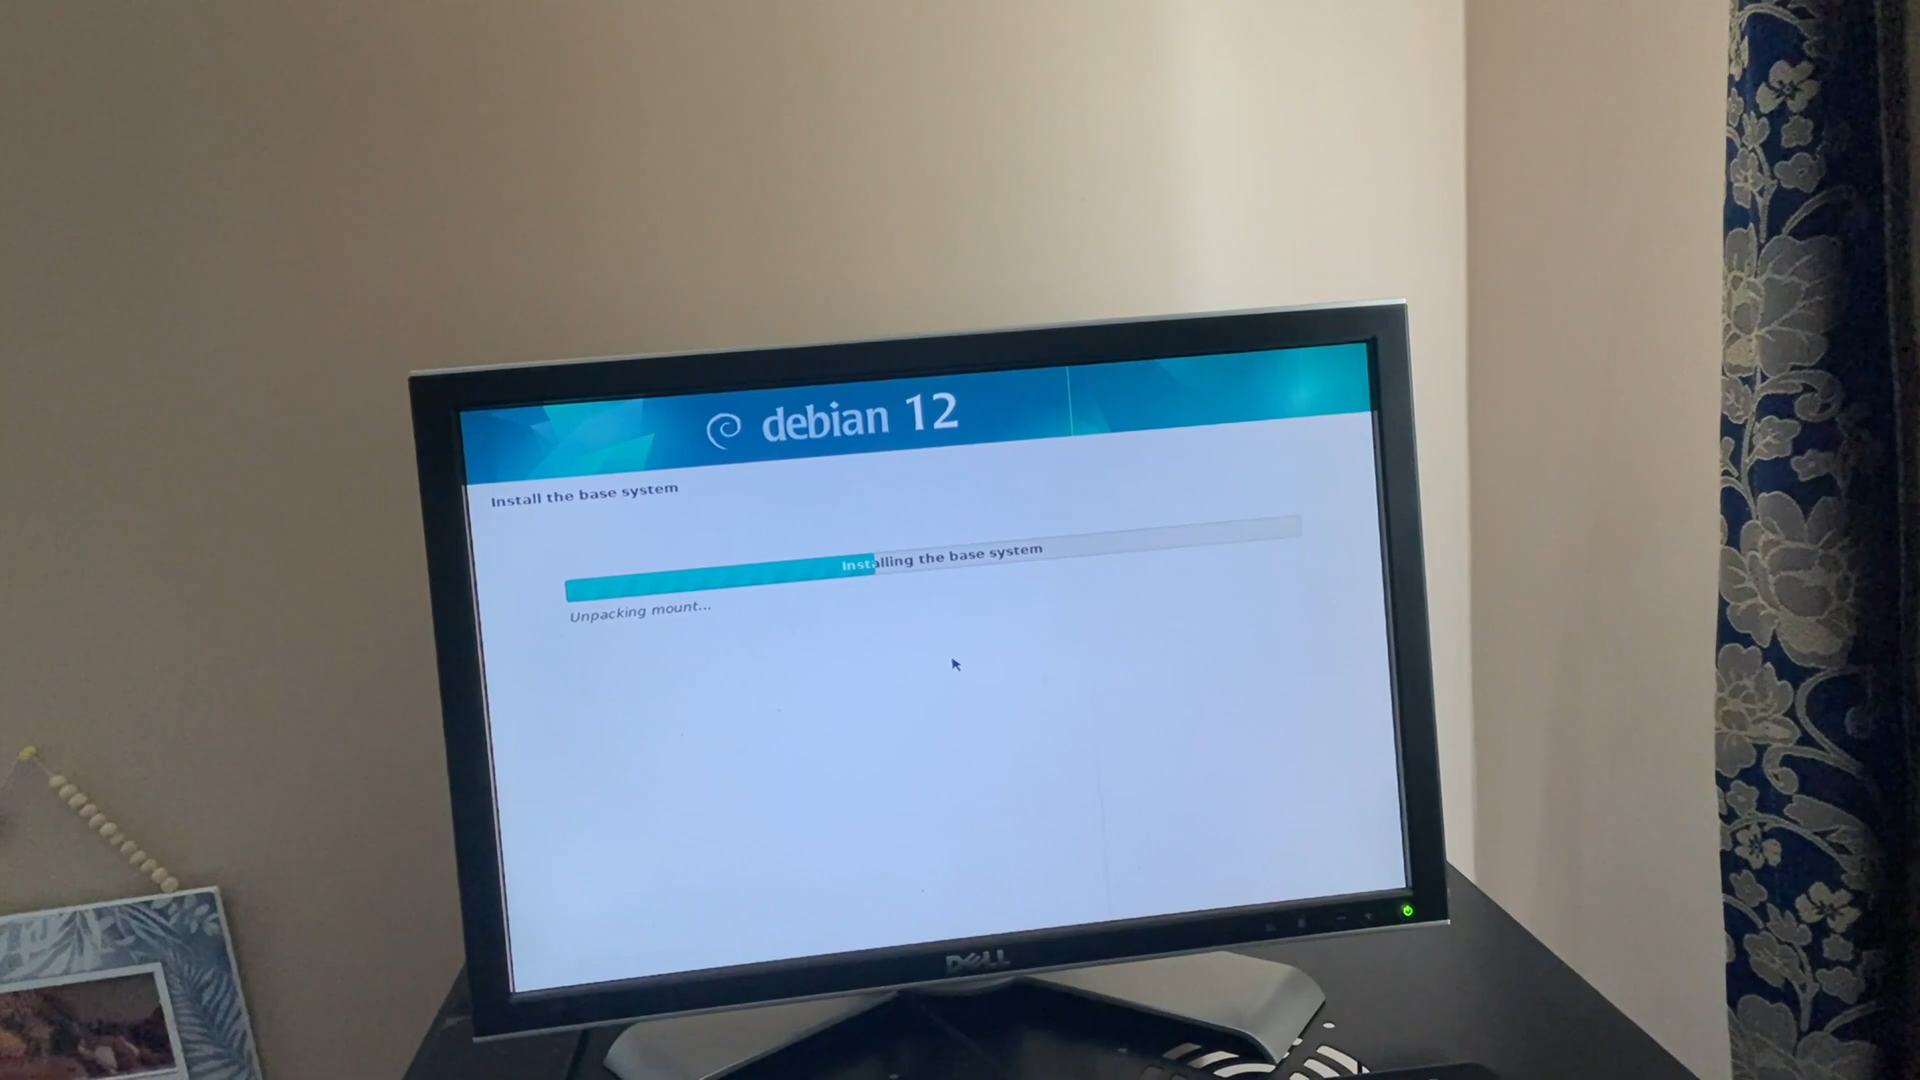 debian 12
Install the base system
Installing the base system
Unpacking mount...
DELL